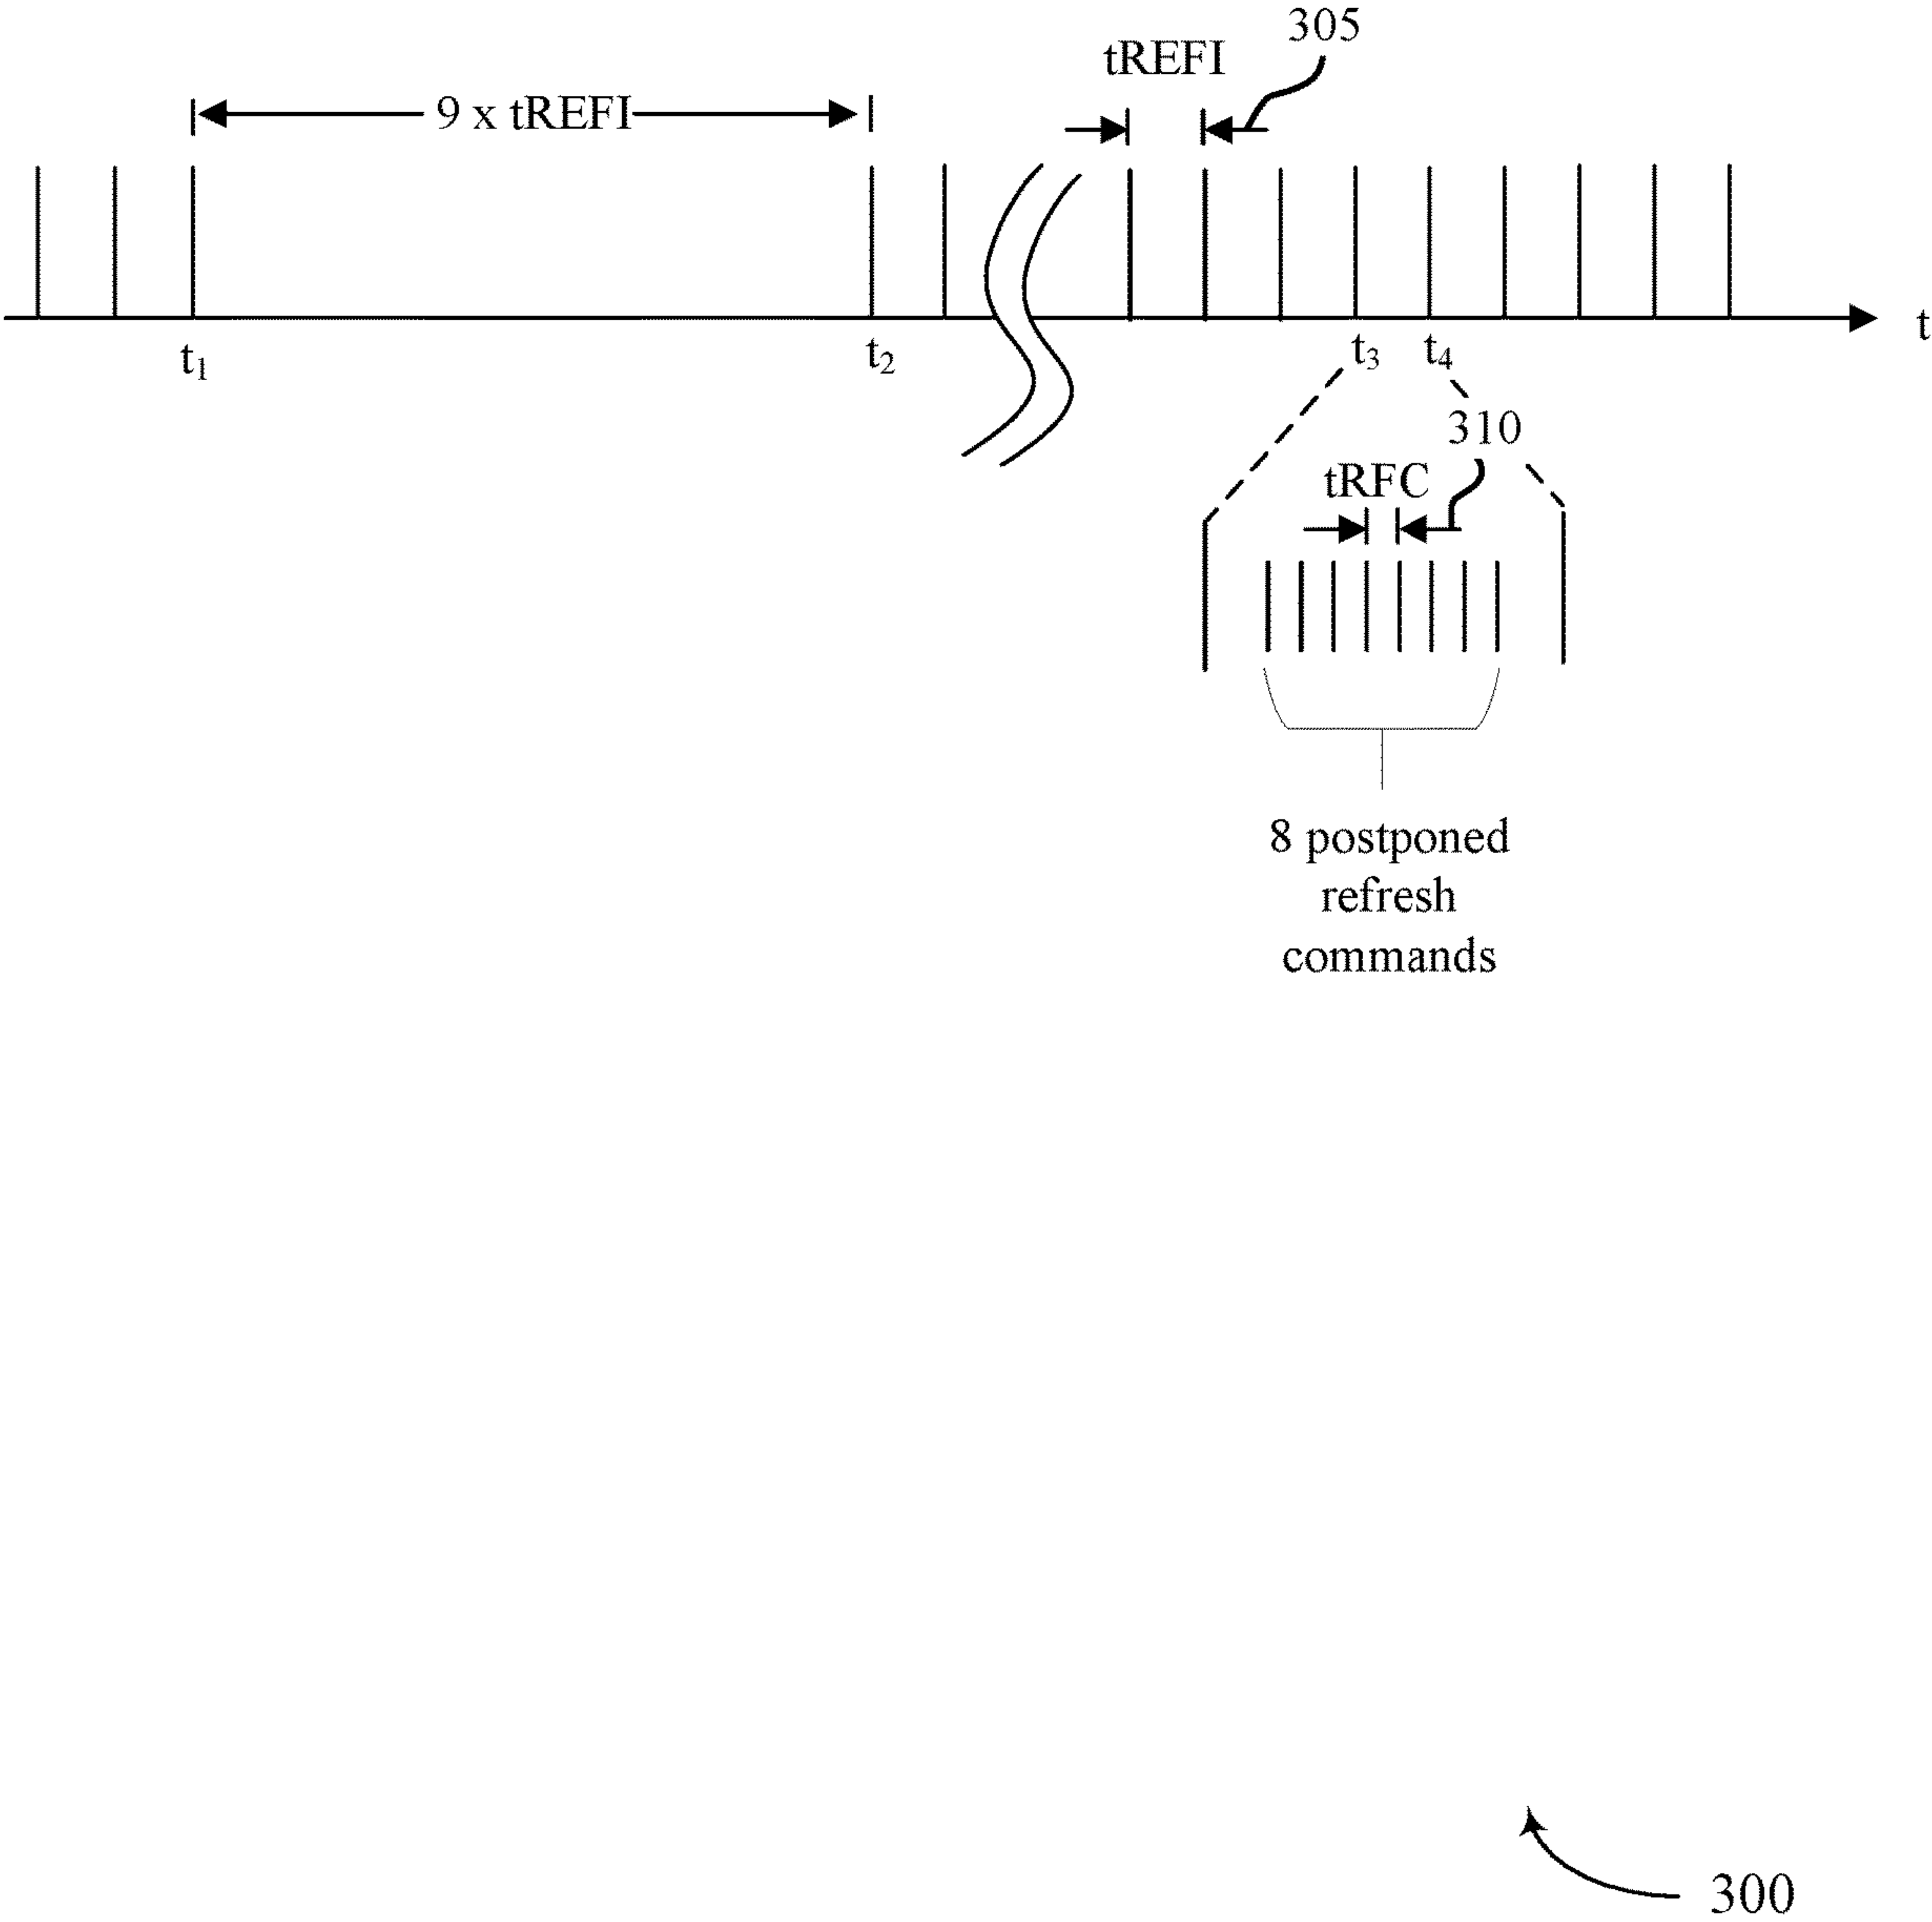 305
tREFI
9 x tREFI
t
t₁
t₂
t₃
t₄
310
tRFC
8 postponed
refresh
commands
300